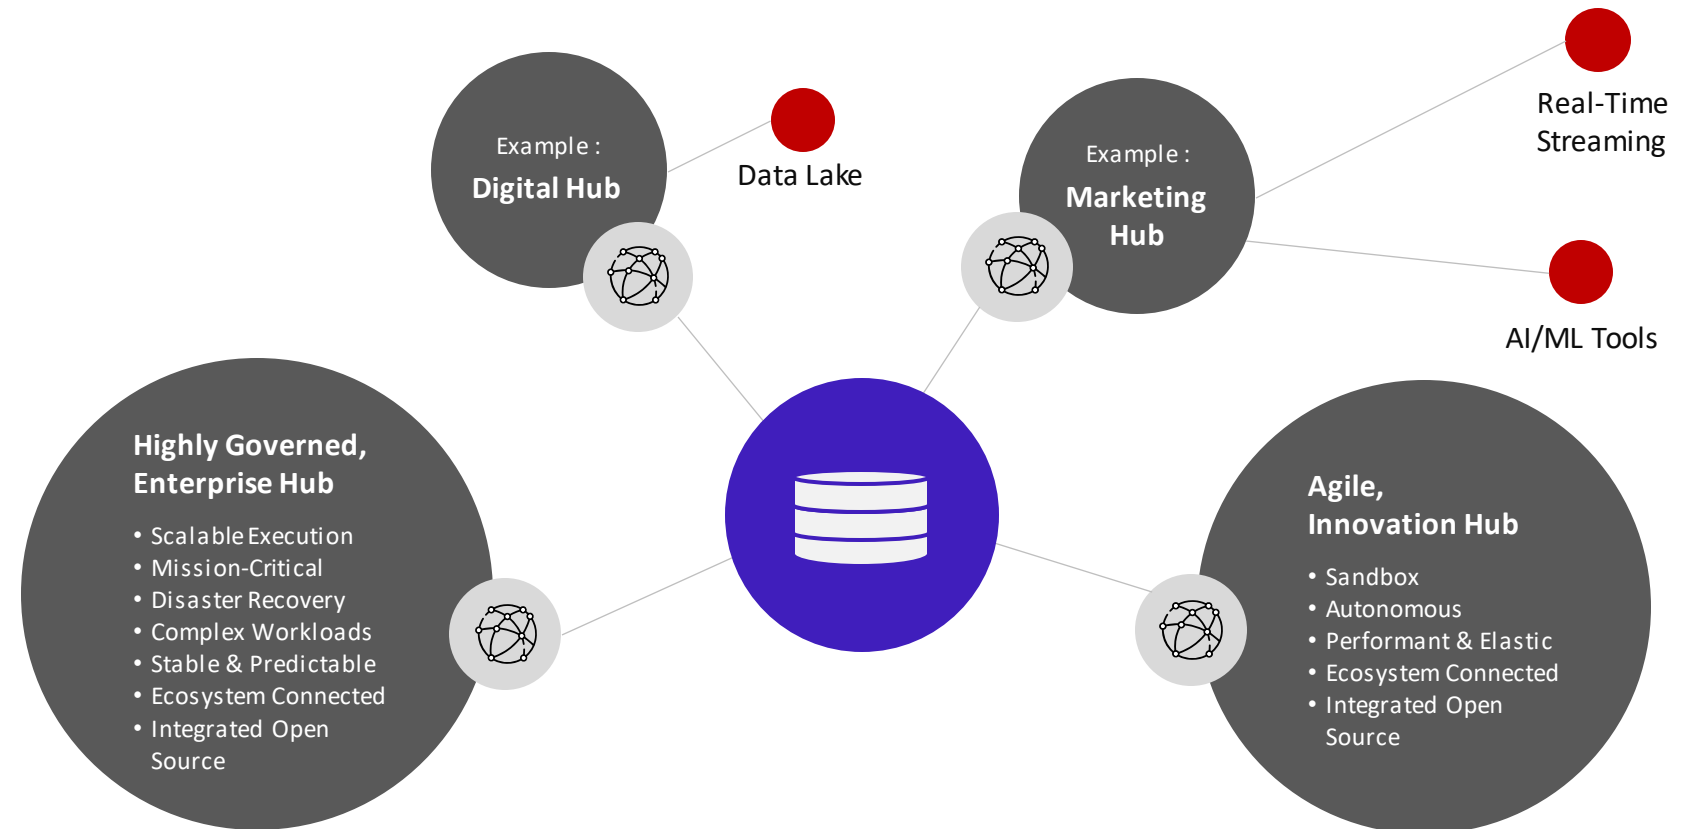 Example :
Digital Hub
Data Lake
Example :
Marketing
Hub
Real-Time
Streaming
AI/ML Tools
Highly Governed,
Enterprise Hub
• Scalable Execution
• Mission-Critical
• Disaster Recovery
• Complex Workloads
• Stable & Predictable
• Ecosystem Connected
• Integrated Open
Source
Agile,
Innovation Hub
• Sandbox
• Autonomous
• Performant & Elastic
• Ecosystem Connected
• Integrated Open
Source